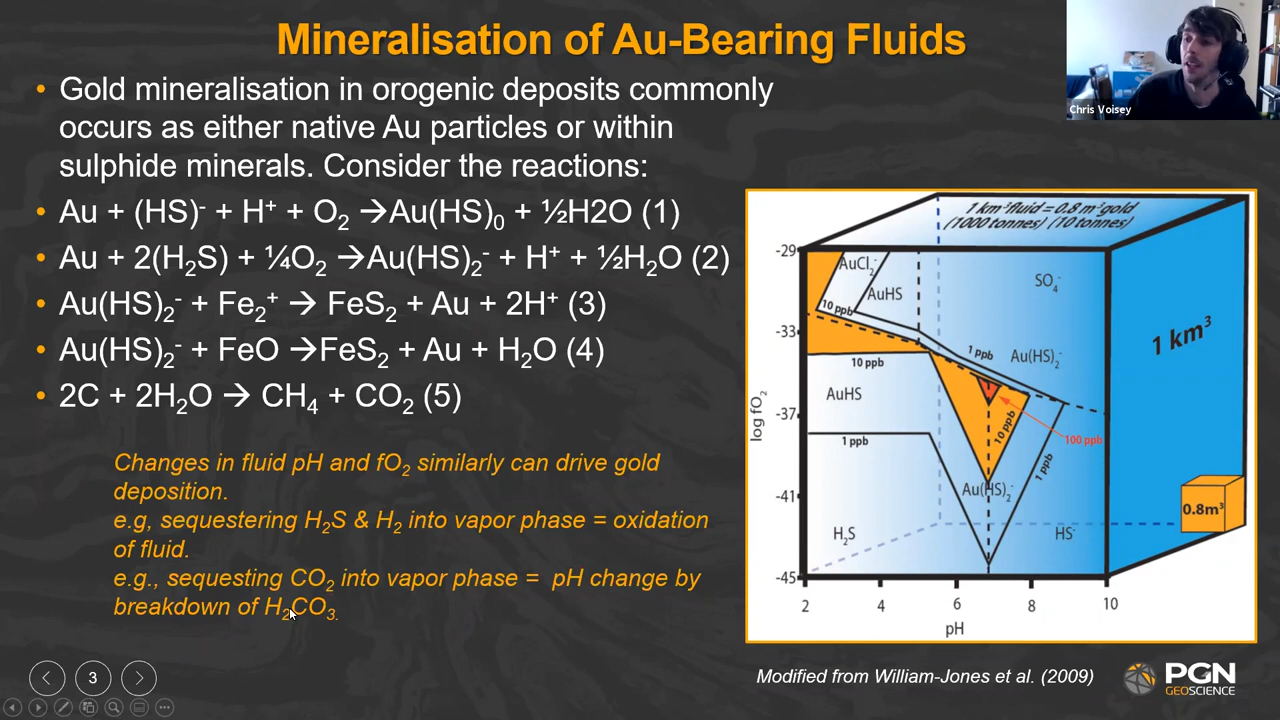 Mineralisation of Au-Bearing Fluids
Chris Voisey
• Gold mineralisation in orogenic deposits commonly
occurs as either native Au particles or within
sulphide minerals. Consider the reactions:
• Au + (HS)⁻ + H⁺ + O₂ →Au(HS)₀ + ½H2O (1)
• Au + 2(H₂S) + ¼O₂ →Au(HS)₂⁻ + H⁺ + ½H₂O (2)
• Au(HS)₂⁻ + Fe₂⁺ → FeS₂ + Au + 2H⁺ (3)
• Au(HS)₂⁻ + FeO →FeS₂ + Au + H₂O (4)
• 2C + 2H₂O → CH₄ + CO₂ (5)
Changes in fluid pH and fO₂ similarly can drive gold
deposition.
e.g, sequestering H₂S & H₂ into vapor phase = oxidation
of fluid.
e.g., sequesting CO₂ into vapor phase = pH change by
breakdown of H₂CO₃.
1 km³fluid = 0.8 m³gold
(1000 tonnes) (10 tonnes)
-29
AuCl₂⁻
SO₄⁻
AuHS
10 ppb
-33
1 ppb
Au(HS)₂⁻
1 km³
10 ppb
AuHS
-37
log fO₂
10 ppb
100 ppb
1 ppb
1 ppb
-41
Au(HS)₂⁻
0.8m³
H₂S
HS⁻
-45
2 4 6 8 10
pH
Modified from William-Jones et al. (2009)
PGN
GEOSCIENCE
3